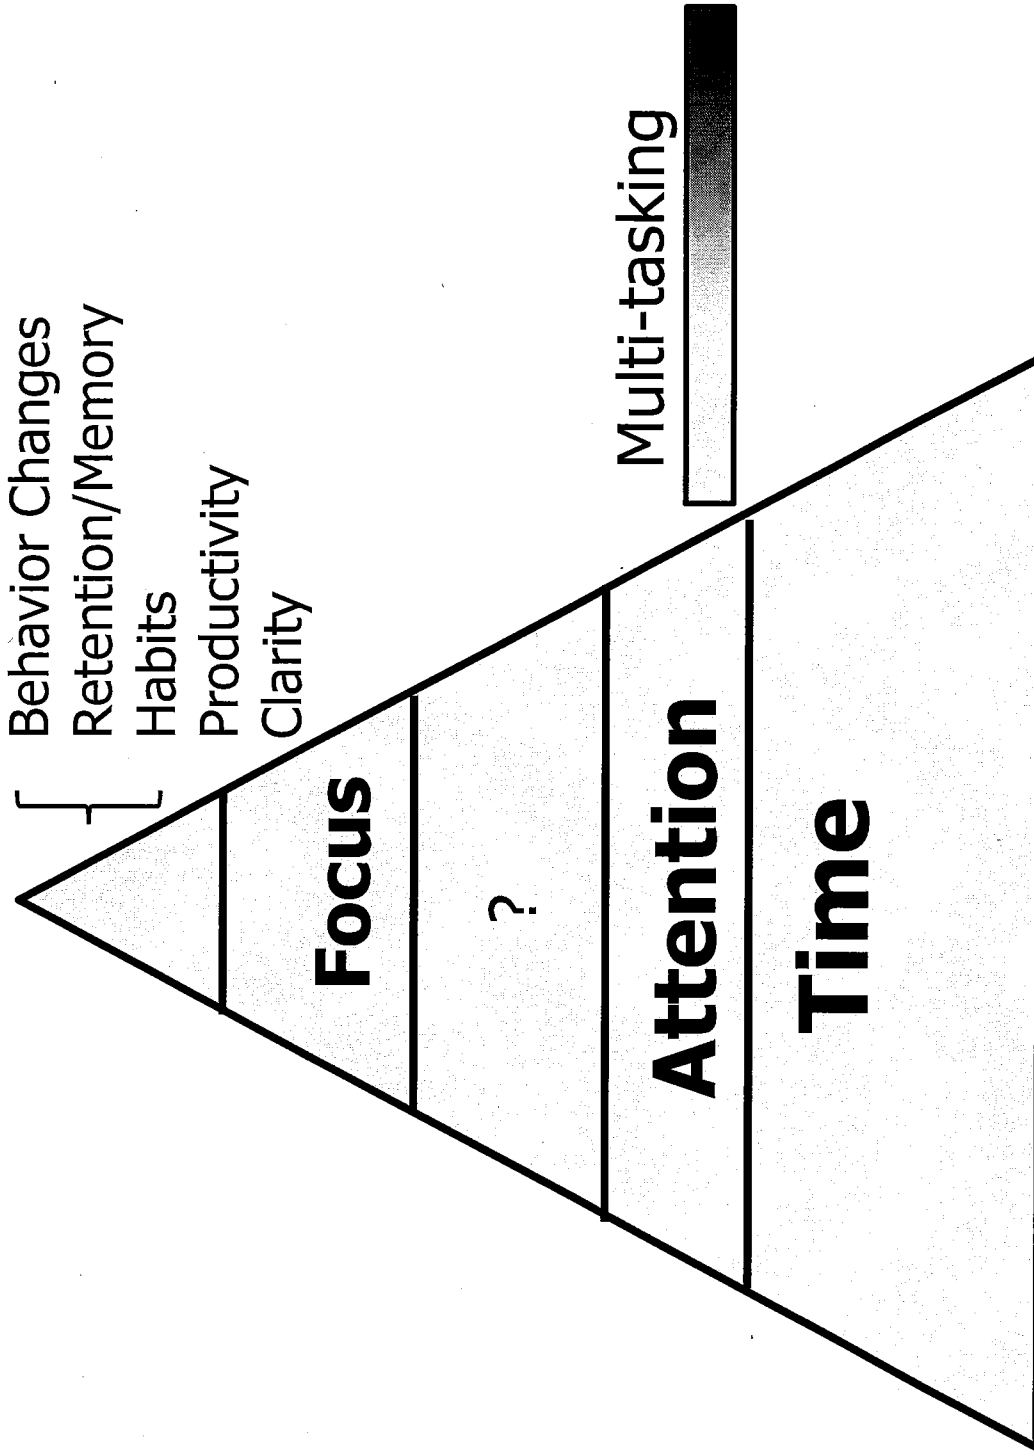 Behavior Changes
Retention/Memory
Habits
Productivity
Clarity
Focus
?
Multi-tasking
Attention
Time